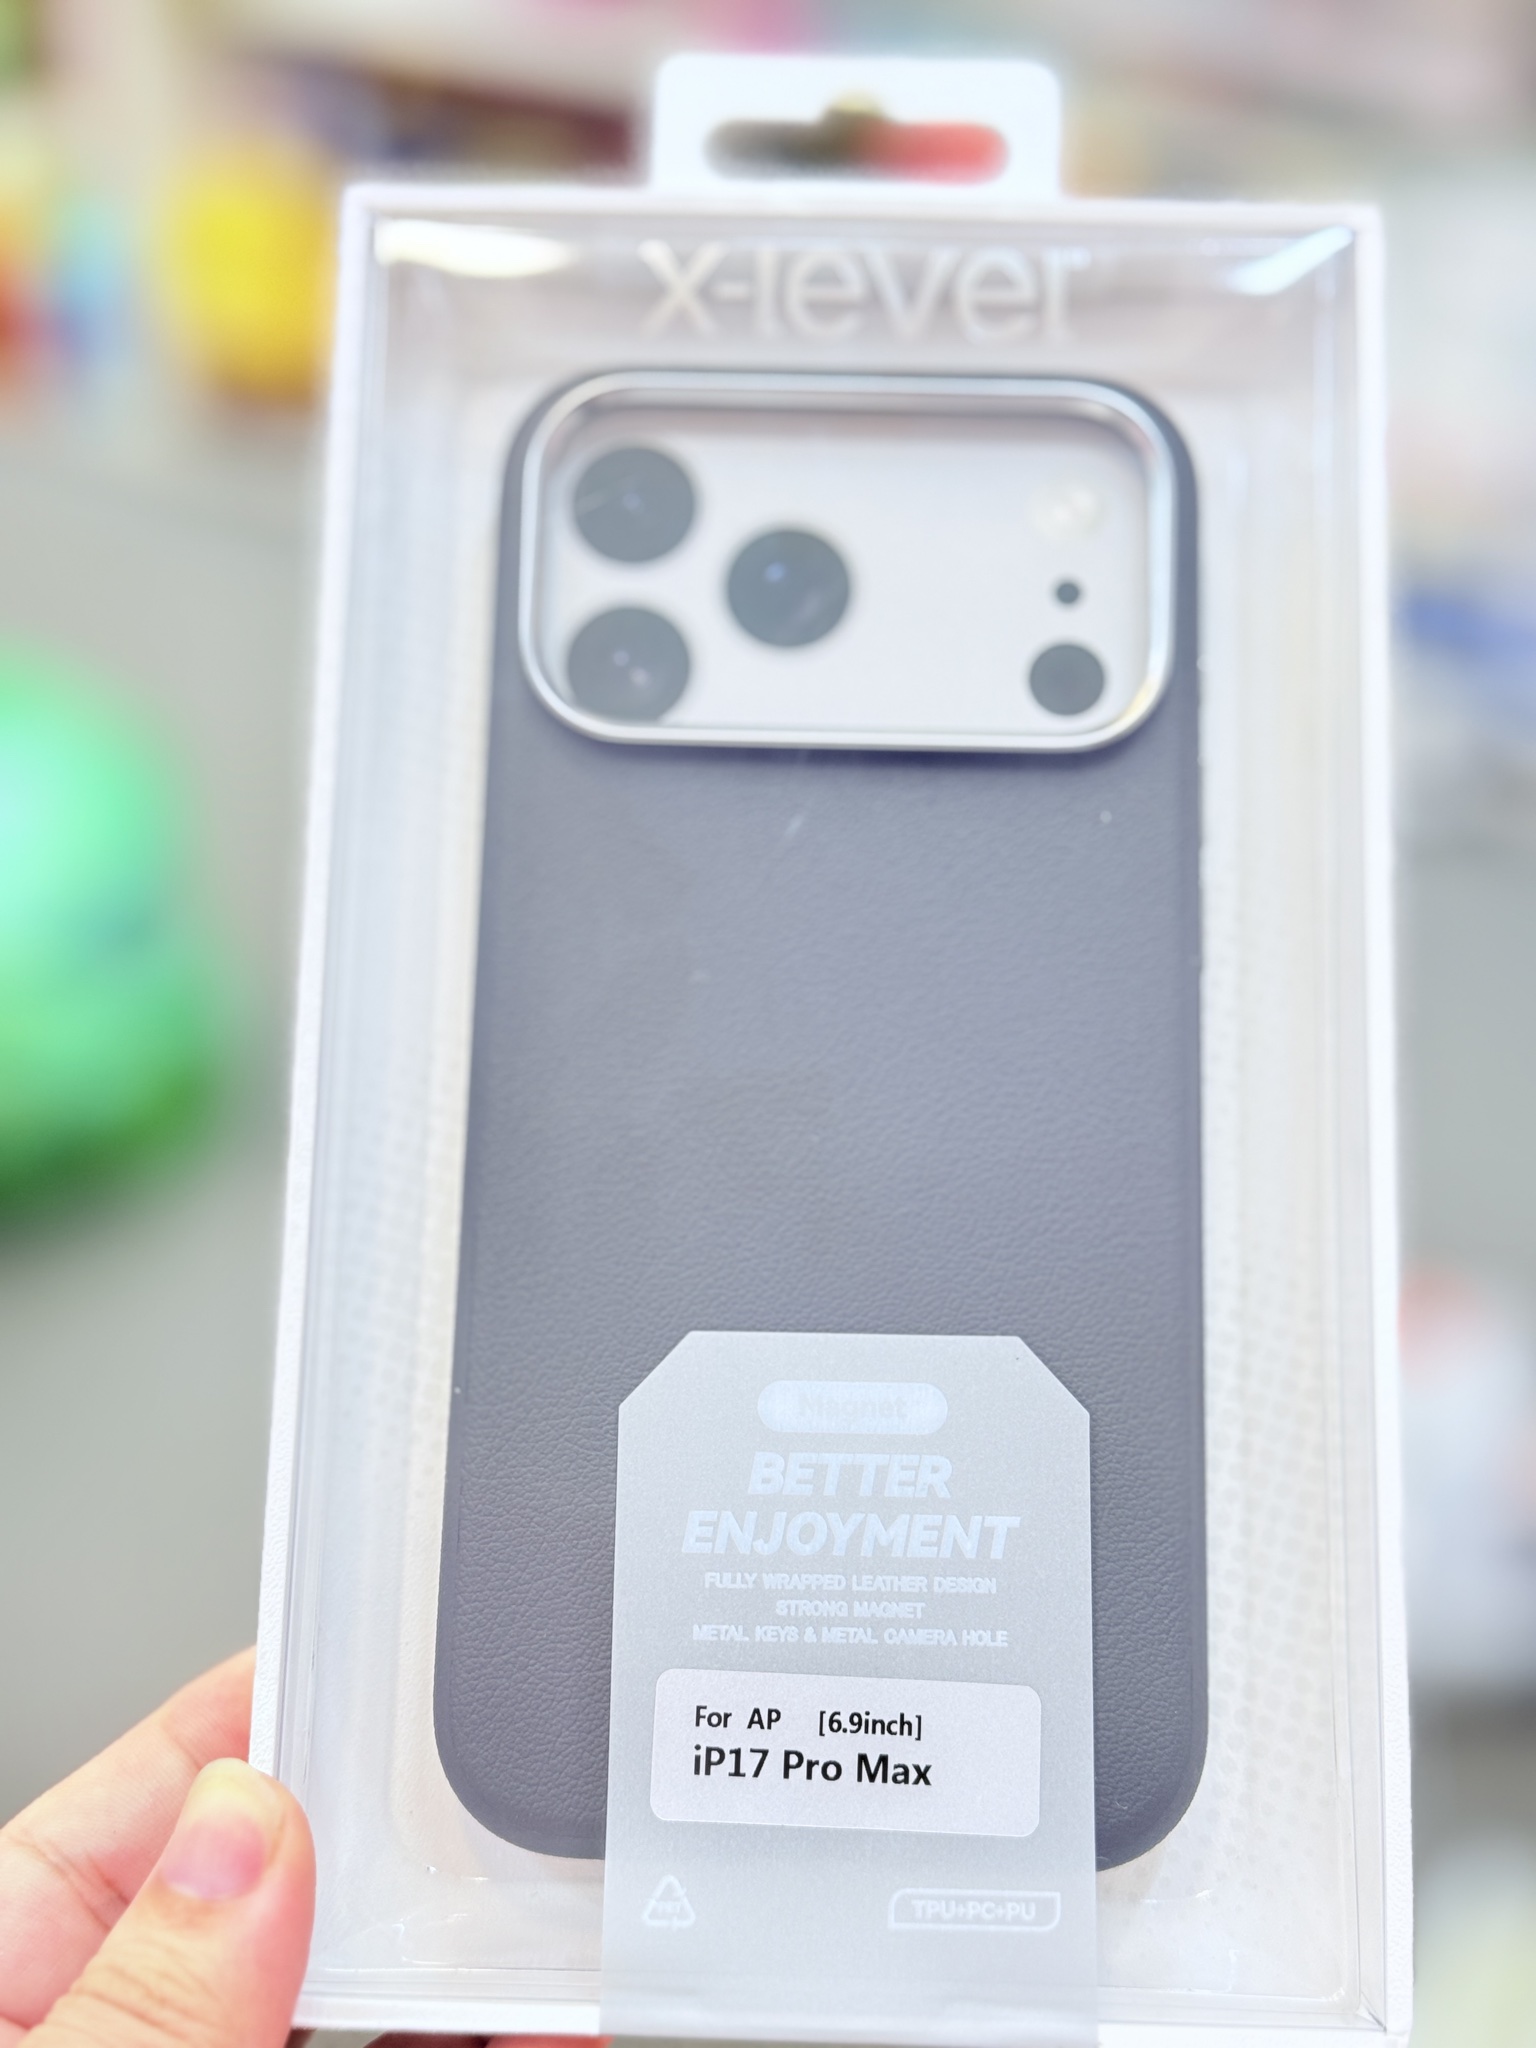 x-level
Magnet
BETTER
ENJOYMENT
FULLY WRAPPED LEATHER DESIGN
STRONG MAGNET
METAL KEYS & METAL CAMERA HOLE
For AP [6.9inch]
iP17 Pro Max
TPU+PC+PU